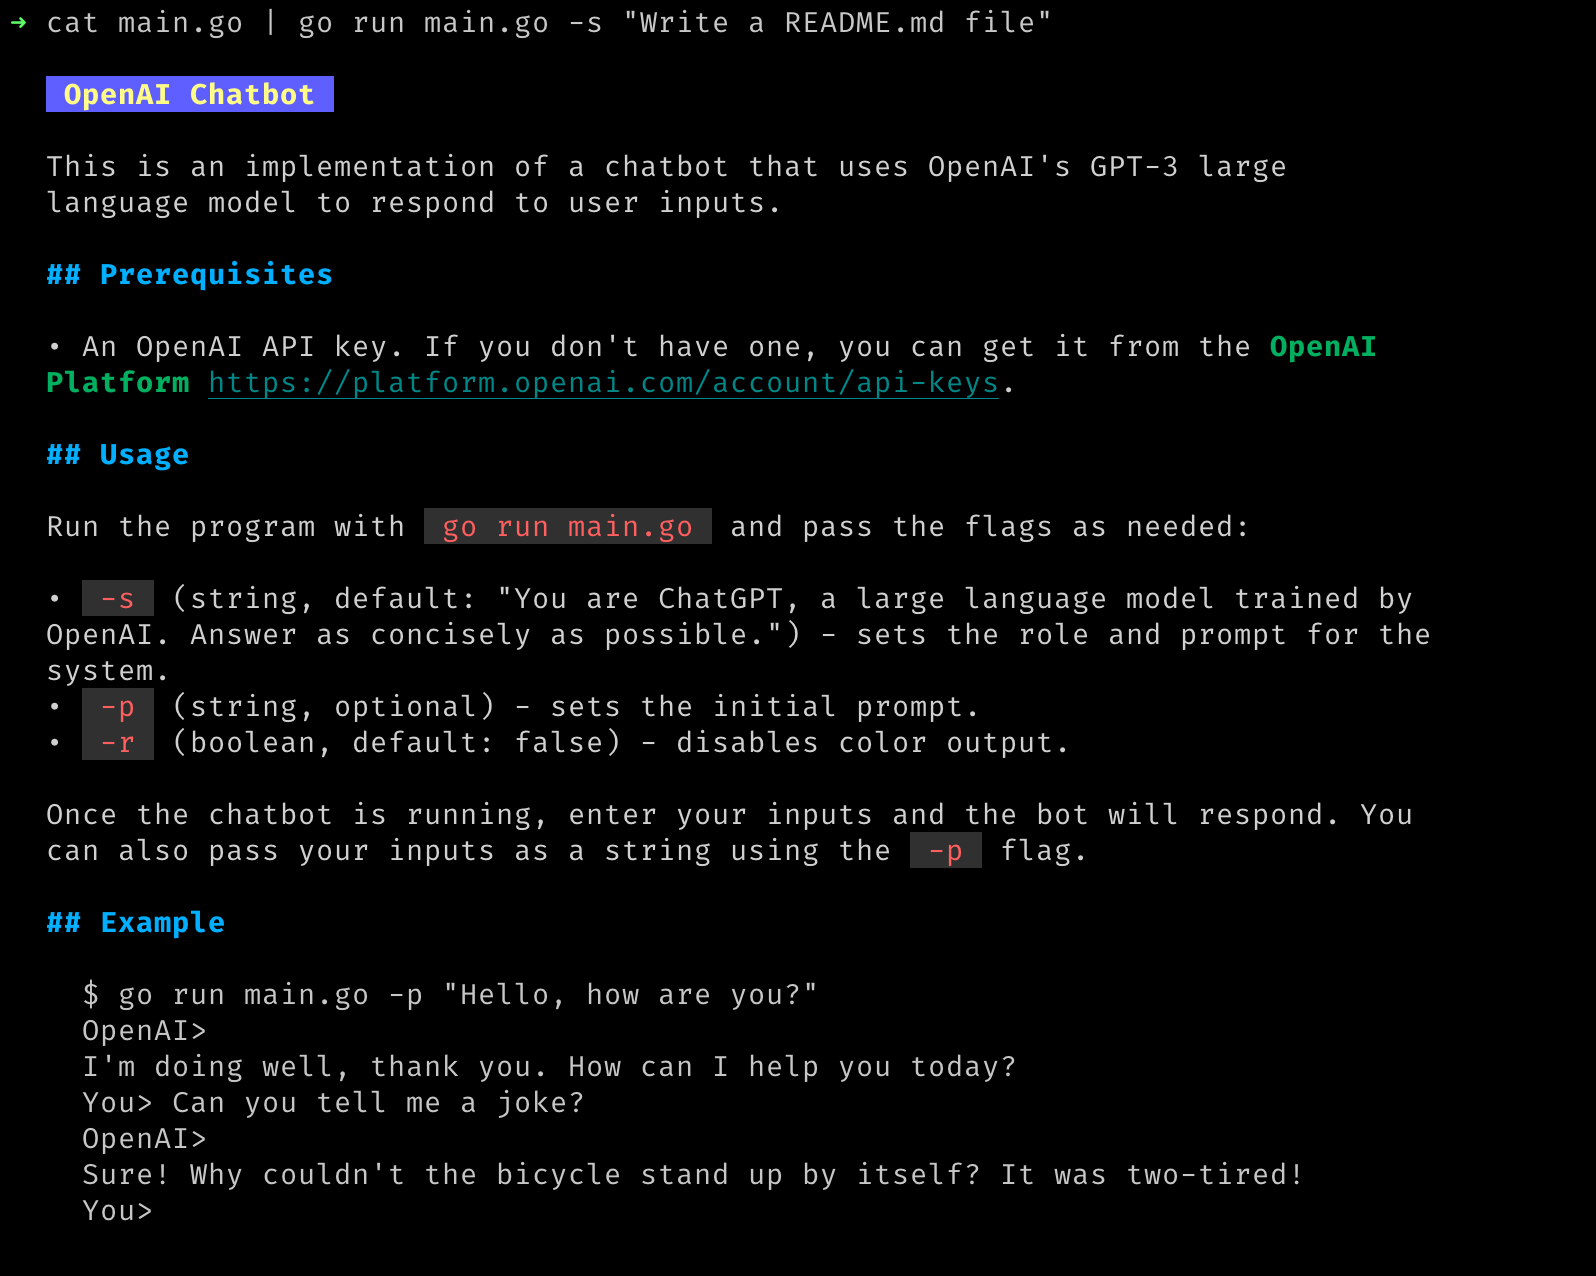 ➜ cat main.go | go run main.go -s "Write a README.md file"
OpenAI Chatbot
This is an implementation of a chatbot that uses OpenAI's GPT-3 large
language model to respond to user inputs.
## Prerequisites
• An OpenAI API key. If you don't have one, you can get it from the OpenAI
Platform https://platform.openai.com/account/api-keys.
## Usage
Run the program with go run main.go and pass the flags as needed:
• -s (string, default: "You are ChatGPT, a large language model trained by
OpenAI. Answer as concisely as possible.") - sets the role and prompt for the
system.
• -p (string, optional) - sets the initial prompt.
• -r (boolean, default: false) - disables color output.
Once the chatbot is running, enter your inputs and the bot will respond. You
can also pass your inputs as a string using the -p flag.
## Example
$ go run main.go -p "Hello, how are you?"
OpenAI>
I'm doing well, thank you. How can I help you today?
You> Can you tell me a joke?
OpenAI>
Sure! Why couldn't the bicycle stand up by itself? It was two-tired!
You>